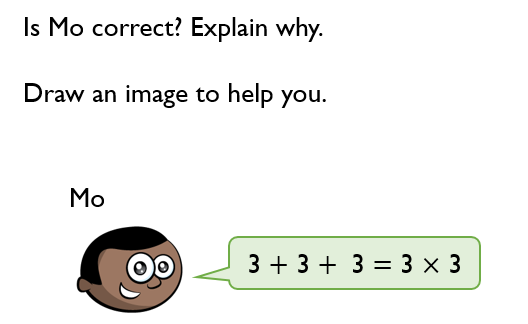 Is Mo correct? Explain why.
Draw an image to help you.
Mo
3 + 3 + 3 = 3 × 3